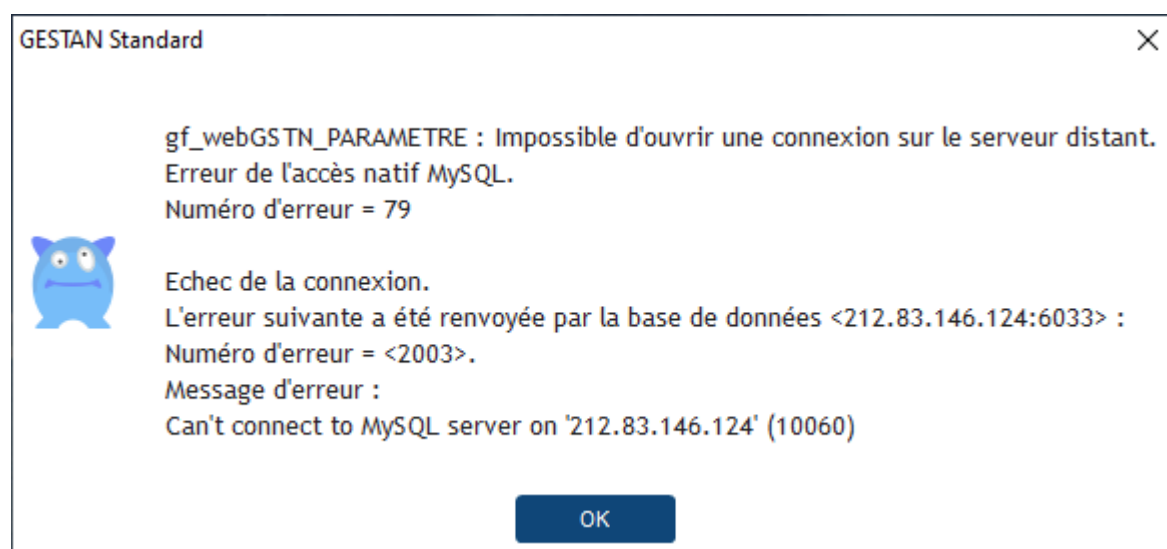 GESTAN Standard
gf_webGSTN_PARAMETRE : Impossible d'ouvrir une connexion sur le serveur distant.
Erreur de l'accès natif MySQL.
Numéro d'erreur = 79
Echec de la connexion.
L'erreur suivante a été renvoyée par la base de données <212.83.146.124:6033> :
Numéro d'erreur = <2003>.
Message d'erreur :
Can't connect to MySQL server on '212.83.146.124' (10060)
OK